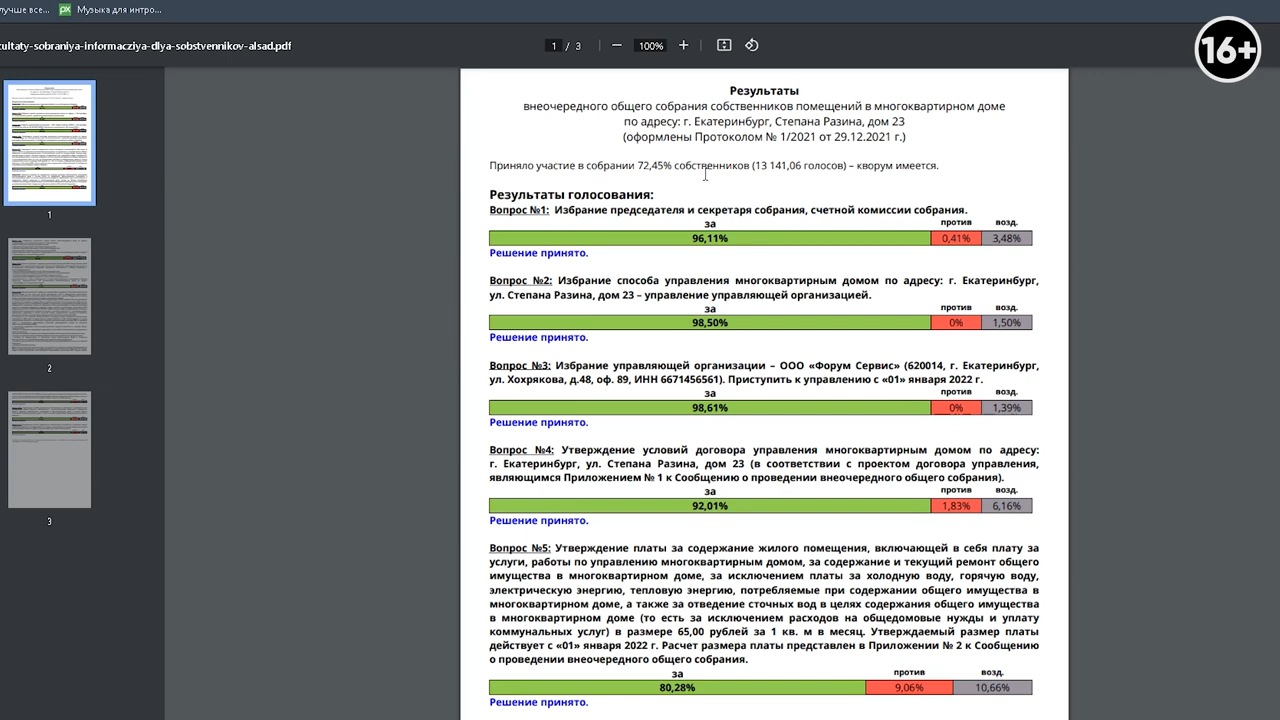 лучше все...
Музыка для интро...
ultaty-sobraniya-informacziya-dlya-sobstvennikov-alsad.pdf
1 / 3
100%
16+
Результаты
внеочередного общего собрания собственников помещений в многоквартирном доме
по адресу: г. Екатеринбург, Степана Разина, дом 23
(оформлены Протоколом № 1/2021 от 29.12.2021 г.)
Приняло участие в собрании 72,45% (13 441,06 голосов) – кворум имеется.
Результаты голосования:
Вопрос №1: Избрание председателя и секретаря собрания, счетной комиссии собрания.
за против возд.
96,11% 0,41% 3,48%
Решение принято.
Вопрос №2: Избрание способа управления многоквартирным домом по адресу: г. Екатеринбург,
ул. Степана Разина, дом 23 – управление управляющей организацией.
за против возд.
98,50% 0% 1,50%
Решение принято.
Вопрос №3: Избрание управляющей организации – ООО «Форум Сервис» (620014, г. Екатеринбург,
ул. Хохрякова, д.48, оф. 89, ИНН 6671456561). Приступить к управлению с «01» января 2022 г.
за против возд.
98,61% 0% 1,39%
Решение принято.
Вопрос №4: Утверждение условий договора управления многоквартирным домом по адресу:
г. Екатеринбург, ул. Степана Разина, дом 23 (в соответствии с проектом договора управления,
являющимся Приложением № 1 к Сообщению о проведении внеочередного общего собрания).
за против возд.
92,01% 1,83% 6,16%
Решение принято.
Вопрос №5: Утверждение платы за содержание жилого помещения, включающей в себя плату за
услуги, работы по управлению многоквартирным домом, за содержание и текущий ремонт общего
имущества в многоквартирном доме, за исключением платы за холодную воду, горячую воду,
электрическую энергию, тепловую энергию, потребляемые при содержании общего имущества в
многоквартирном доме, а также за отведение сточных вод в целях содержания общего имущества
в многоквартирном доме (то есть за исключением расходов на общедомовые нужды и уплату
коммунальных услуг) в размере 65,00 рублей за 1 кв. м в месяц. Утверждаемый размер платы
действует с «01» января 2022 г. Расчет размера платы представлен в Приложении № 2 к Сообщению
о проведении внеочередного общего собрания.
за против возд.
80,28% 9,06% 10,66%
Решение принято.
1
2
3